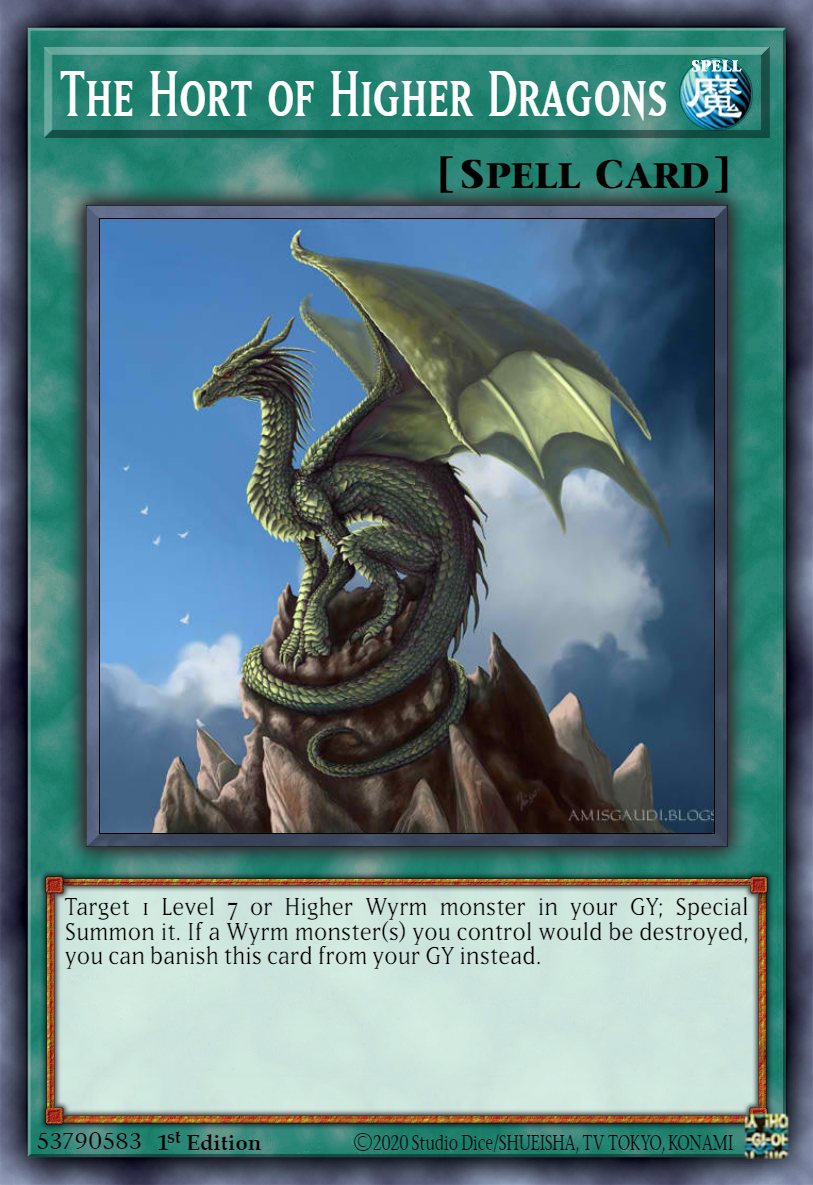 The Hort of Higher Dragons
SPELL
魔
[Spell Card]
AMISGAUDI.BLOGS
Target 1 Level 7 or Higher Wyrm monster in your GY; Special
Summon it. If a Wyrm monster(s) you control would be destroyed,
you can banish this card from your GY instead.
53790583 1st Edition ©2020 Studio Dice/SHUEISHA, TV TOKYO, KONAMI